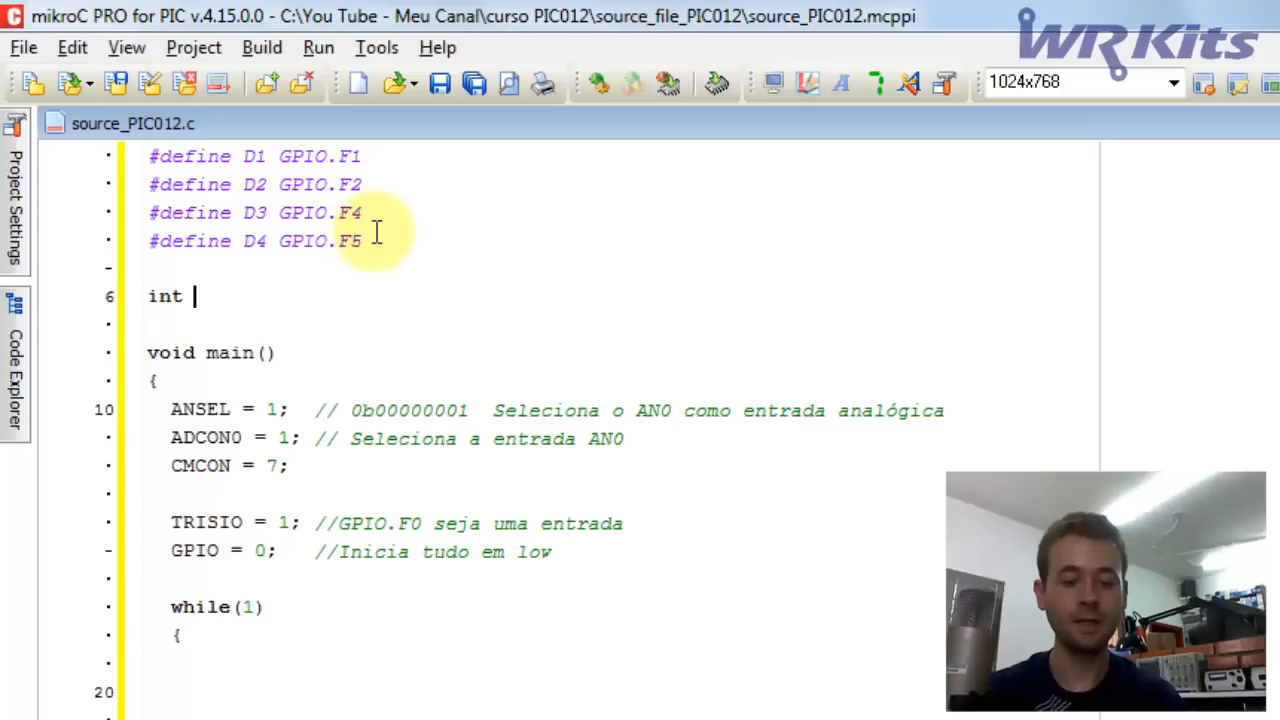 mikroC PRO for PIC v.4.15.0.0 - C:\You Tube - Meu Canal\curso PIC012\source_file_PIC012\source_PIC012.mcppi
WR Kits
File Edit View Project Build Run Tools Help
1024x768
source_PIC012.c
Project Settings
Code Explorer
#define D1 GPIO.F1
#define D2 GPIO.F2
#define D3 GPIO.F4
#define D4 GPIO.F5
6 int
void main()
{
10 ANSEL = 1; // 0b00000001 Seleciona o AN0 como entrada analógica
ADCON0 = 1; // Seleciona a entrada AN0
CMCON = 7;
TRISIO = 1; //GPIO.F0 seja uma entrada
GPIO = 0; //Inicia tudo em low
while(1)
{
20